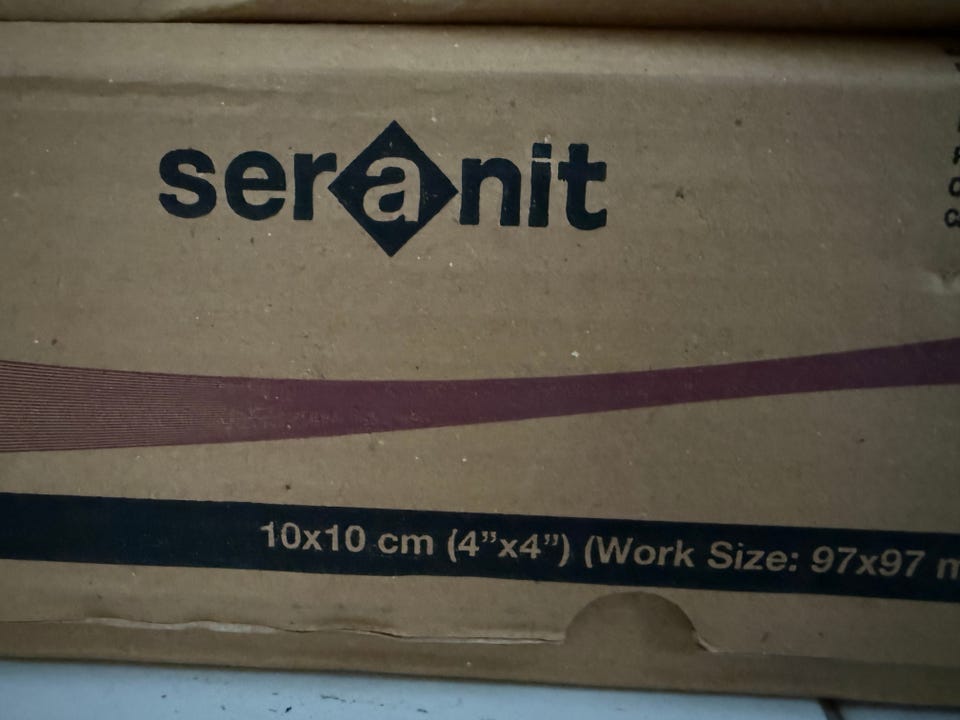 seranit
10x10 cm (4”x4”) (Work Size: 97x97